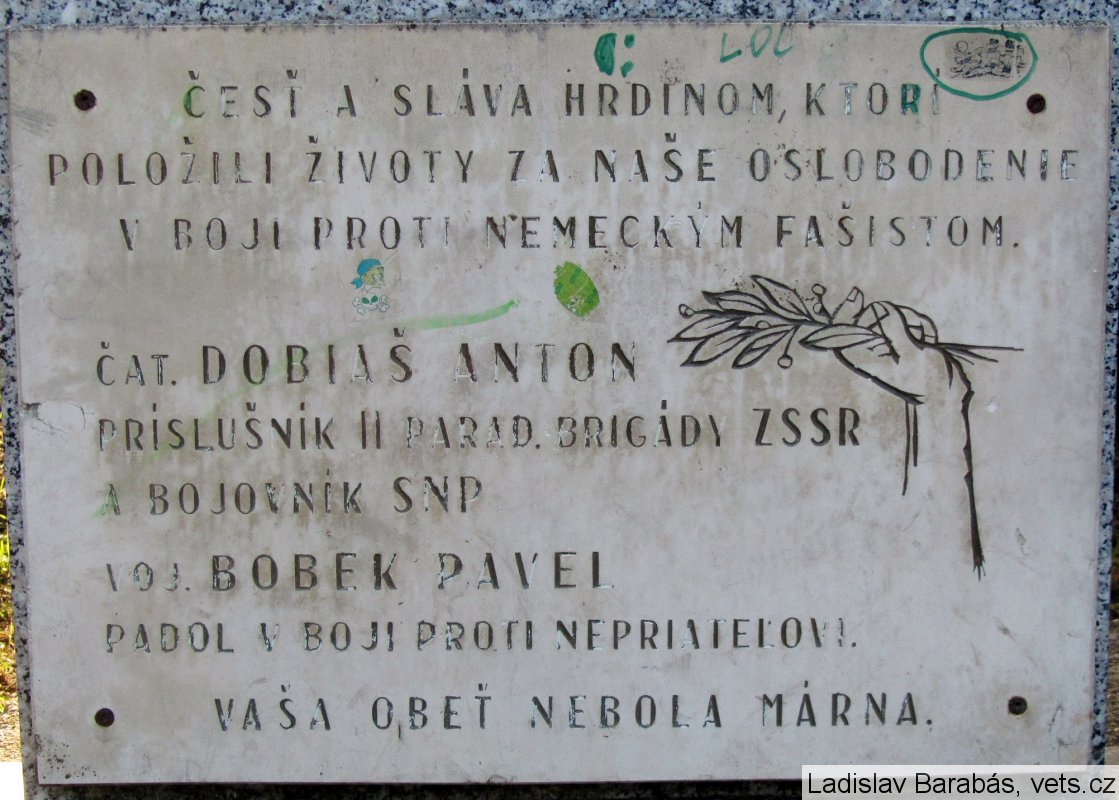 LOL
ČESŤ A SLÁVA HRDINOM, KTORÍ
POLOŽILI ŽIVOTY ZA NAŠE OSLOBODENIE
V BOJI PROTI NEMECKÝM FAŠISTOM.
ČAT. DOBIAŠ ANTON
PRÍSLUŠNÍK II PARAD. BRIGÁDY ZSSR
A BOJOVNÍK SNP
VOJ. BOBEK PAVEL
PADOL V BOJI PROTI NEPRIATEĽOVI.
VAŠA OBEŤ NEBOLA MÁRNA.
Ladislav Barabás, vets.cz